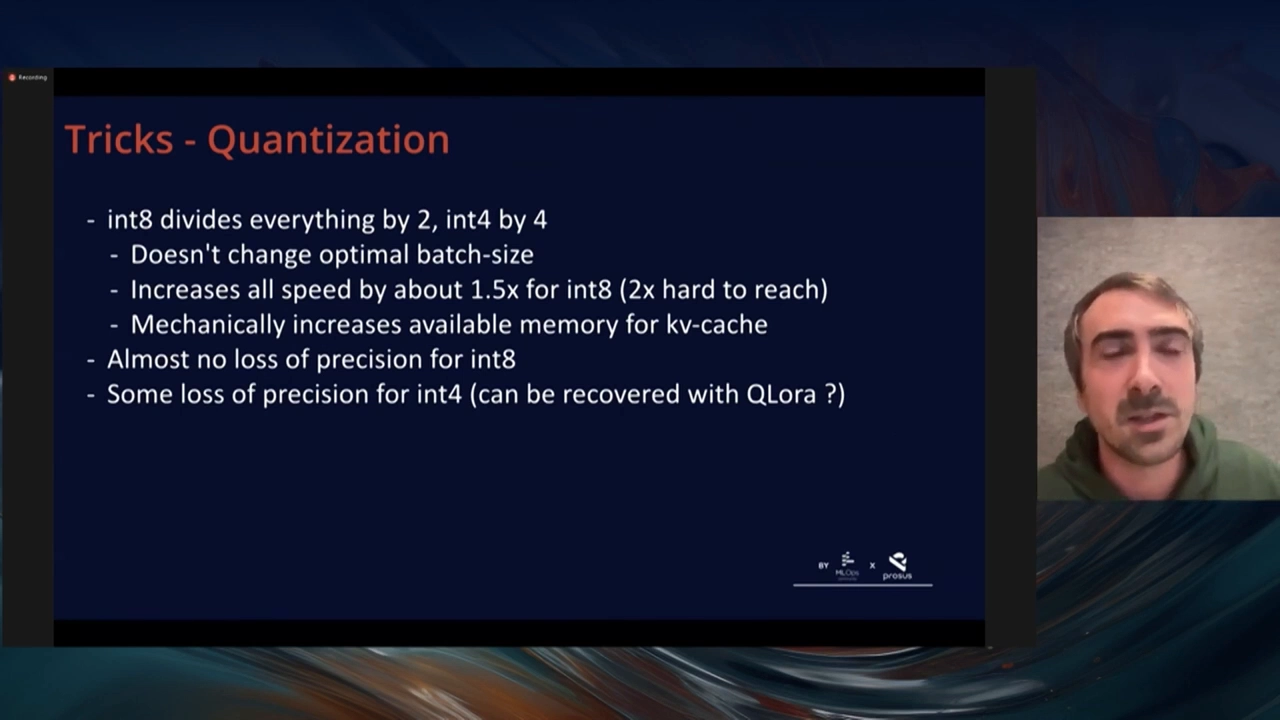 Recording
Tricks - Quantization
- int8 divides everything by 2, int4 by 4
- Doesn't change optimal batch-size
- Increases all speed by about 1.5x for int8 (2x hard to reach)
- Mechanically increases available memory for kv-cache
- Almost no loss of precision for int8
- Some loss of precision for int4 (can be recovered with QLora ?)
BY MLOps X prosus